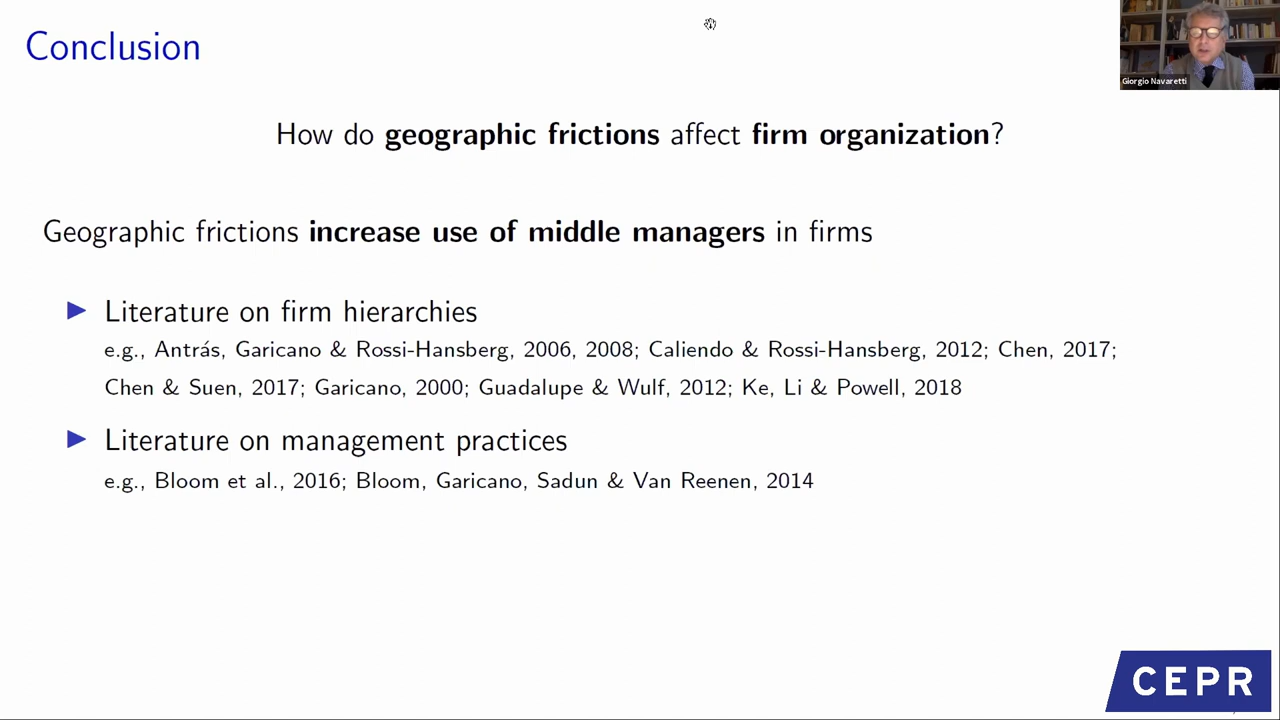 Conclusion
Giorgio Navaretti
How do geographic frictions affect firm organization?
Geographic frictions increase use of middle managers in firms
▶ Literature on firm hierarchies
e.g., Antrás, Garicano & Rossi-Hansberg, 2006, 2008; Caliendo & Rossi-Hansberg, 2012; Chen, 2017;
Chen & Suen, 2017; Garicano, 2000; Guadalupe & Wulf, 2012; Ke, Li & Powell, 2018
▶ Literature on management practices
e.g., Bloom et al., 2016; Bloom, Garicano, Sadun & Van Reenen, 2014
CEPR